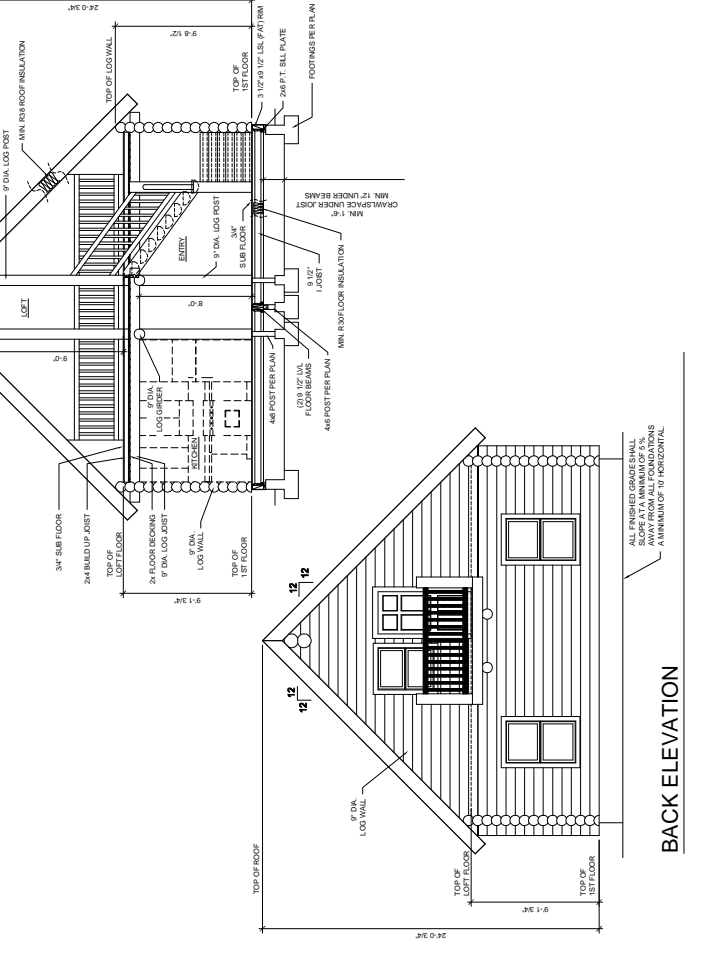 24'-0 3/4"
9'-8 1/2"
9" DIA. LOG POST
MIN. R38 ROOF INSULATION
TOP OF LOG WALL
TOP OF
1ST FLOOR
3 1/2"x9 1/2" LSL (FAT) RIM
2x6 P.T. SILL PLATE
FOOTINGS PER PLAN
LOFT
9'-0"
ENTRY
9" DIA. LOG POST
8'-0"
3/4"
SUB FLOOR
MIN. 1'-6"
CRAWLSPACE UNDER JOIST
MIN. 12" UNDER BEAMS
9 1/2"
I JOIST
MIN. R30 FLOOR INSULATION
9" DIA.
LOG GIRDER
KITCHEN
4x8 POST PER PLAN
(2) 9 1/2" LVL
FLOOR BEAMS
4x6 POST PER PLAN
3/4" SUB FLOOR
2x4 BUILD UP JOIST
TOP OF
LOFT FLOOR
2x FLOOR DECKING
9" DIA. LOG JOIST
9" DIA.
LOG WALL
TOP OF
1ST FLOOR
9'-1 3/4"
12
12
12
12
9" DIA.
LOG WALL
TOP OF ROOF
TOP OF
LOFT FLOOR
TOP OF
1ST FLOOR
9'-1 3/4"
24'-0 3/4"
ALL FINISHED GRADE SHALL
SLOPE AT A MINIMUM OF 5 %
AWAY FROM ALL FOUNDATIONS
A MINIMUM OF 10' HORIZONTAL.
BACK ELEVATION